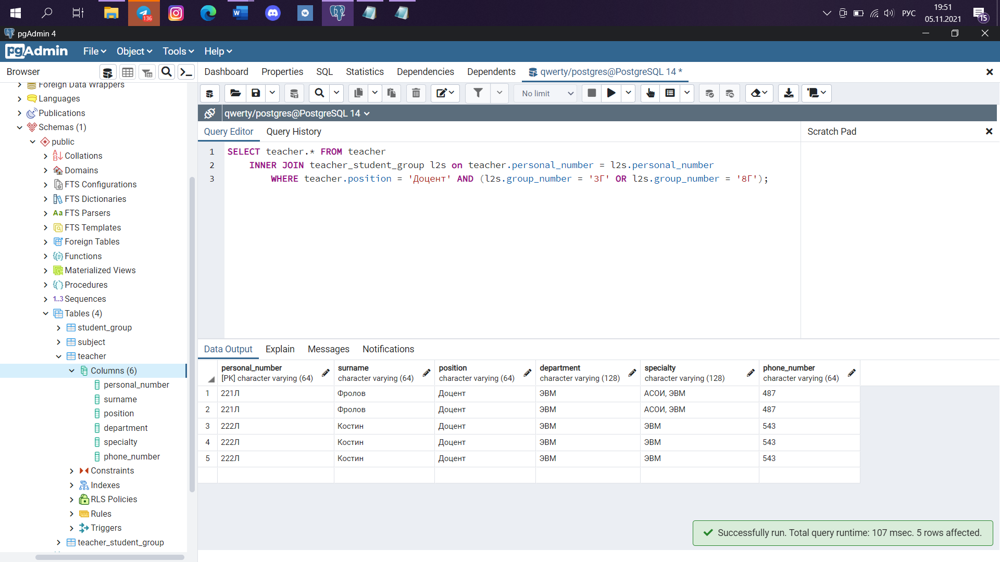 136
РУС
19:51
05.11.2021
15
pgAdmin 4
pgAdmin
File
Object
Tools
Help
Browser
Dashboard
Properties
SQL
Statistics
Dependencies
Dependents
qwerty/postgres@PostgreSQL 14 *
No limit
qwerty/postgres@PostgreSQL 14
Foreign Data Wrappers
Languages
Publications
Schemas (1)
public
Collations
Domains
FTS Configurations
FTS Dictionaries
Aa FTS Parsers
FTS Templates
Foreign Tables
Functions
Materialized Views
Procedures
1..3 Sequences
Tables (4)
student_group
subject
teacher
Columns (6)
personal_number
surname
position
department
specialty
phone_number
Constraints
Indexes
RLS Policies
Rules
Triggers
teacher_student_group
Query Editor
Query History
Scratch Pad
1 SELECT teacher.* FROM teacher
2 INNER JOIN teacher_student_group l2s on teacher.personal_number = l2s.personal_number
3 WHERE teacher.position = 'Доцент' AND (l2s.group_number = '3Г' OR l2s.group_number = '8Г');
Data Output
Explain
Messages
Notifications
personal_number
[PK] character varying (64)
surname
character varying (64)
position
character varying (64)
department
character varying (128)
specialty
character varying (128)
phone_number
character varying (64)
1 221Л Фролов Доцент ЭВМ АСОИ, ЭВМ 487
2 221Л Фролов Доцент ЭВМ АСОИ, ЭВМ 487
3 222Л Костин Доцент ЭВМ ЭВМ 543
4 222Л Костин Доцент ЭВМ ЭВМ 543
5 222Л Костин Доцент ЭВМ ЭВМ 543
Successfully run. Total query runtime: 107 msec. 5 rows affected.